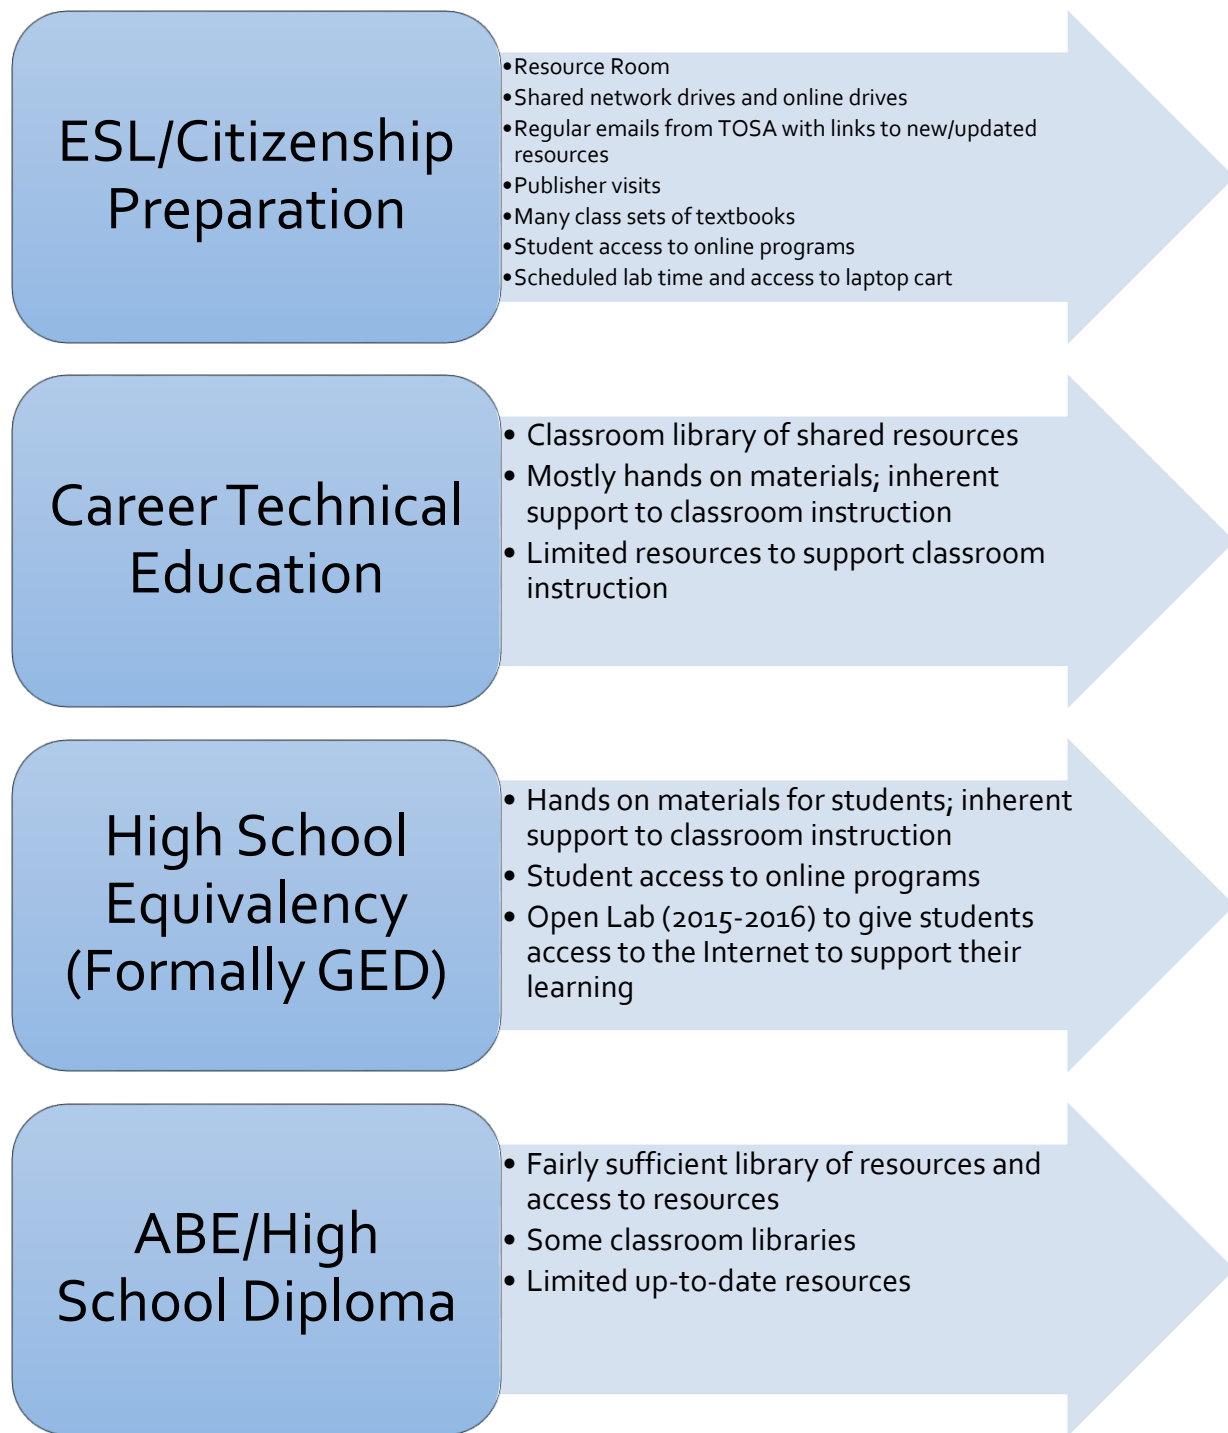 ESL/Citizenship
Preparation
•Resource Room
•Shared network drives and online drives
•Regular emails from TOSA with links to new/updated
resources
•Publisher visits
•Many class sets of textbooks
•Student access to online programs
•Scheduled lab time and access to laptop cart
Career Technical
Education
• Classroom library of shared resources
• Mostly hands on materials; inherent
support to classroom instruction
• Limited resources to support classroom
instruction
High School
Equivalency
(Formally GED)
• Hands on materials for students; inherent
support to classroom instruction
• Student access to online programs
• Open Lab (2015-2016) to give students
access to the Internet to support their
learning
ABE/High
School Diploma
• Fairly sufficient library of resources and
access to resources
• Some classroom libraries
• Limited up-to-date resources